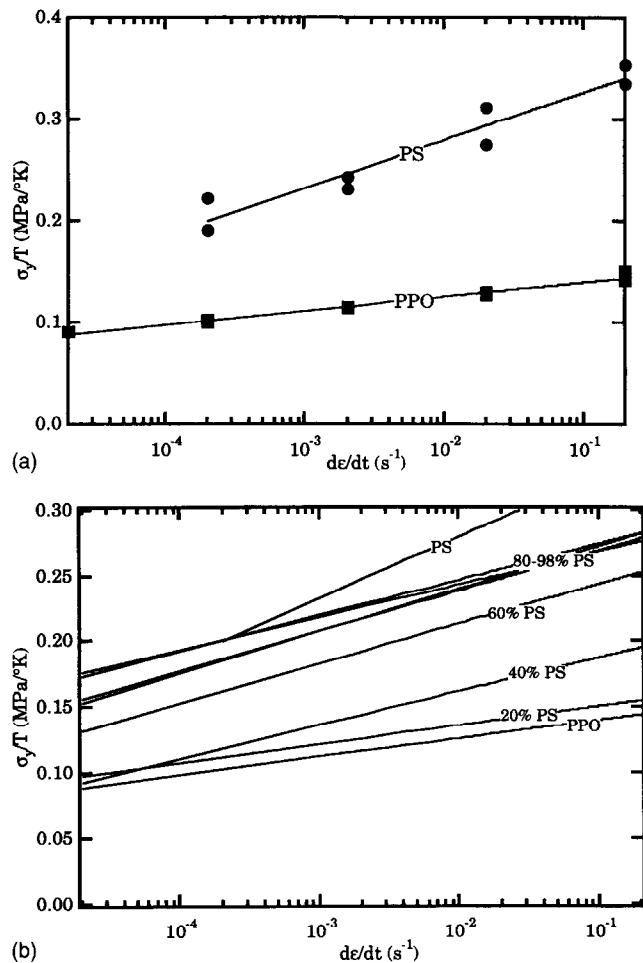 0.4
0.3
0.2
0.1
0.0
σy/T (MPa/°K)
PS
PPO
10⁻⁴
10⁻³
10⁻²
10⁻¹
dε/dt (s⁻¹)
(a)
0.30
0.25
0.20
0.15
0.10
0.05
0.00
σy/T (MPa/°K)
PS
80-98% PS
60% PS
40% PS
20% PS
PPO
10⁻⁴
10⁻³
10⁻²
10⁻¹
dε/dt (s⁻¹)
(b)